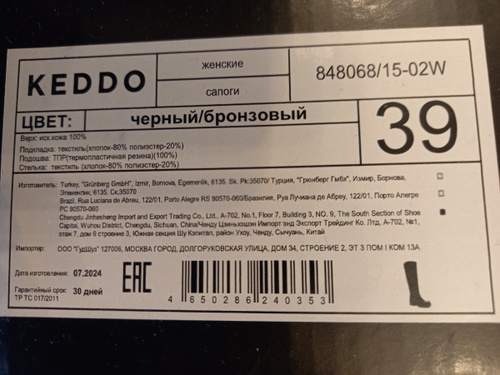 KEDDO
женские
сапоги
848068/15-02W
ЦВЕТ:
черный/бронзовый
39
Верх: иск.кожа 100%
Подкладка: текстиль(хлопок-80% полиэстер-20%)
Подошва: ТПР(термопластичная резина)(100%)
Стелька: текстиль (хлопок-80% полиэстер-20%)
Изготовитель: Turkey, "Grünberg GmbH", Izmir, Bornova, Egemenlik, 6135. Sk. Pk:35070/ Турция, "Гренберг ГмбХ", Измир, Борнова,
Эгеменлик, 6135, Ск.35070
Brazil, Rua Luciana de Abreu, 122/01, Porto Alegre RS 90570-060/Бразилия, Руа Лучиана де Абреу, 122/01, Порто Алегре
РС 90570-060
Chengdu Jinhesheng Import and Export Trading Co., Ltd., A-702, No.1, Floor 7, Building 3, NO. 9, The South Section of Shoe
Capital, Wuhou District, Chengdu, Sichuan, China/Ченду Цзиньхэшэн Импорт энд Экспорт Трейдинг Ко. Лтд, А-702, ном.1,
этаж 7, дом 9 строение 3, Южная секция Шу Капитал, район Ухоу, Ченду, Сычуань, Китай
Импортер: ООО "ГудШуз" 127006, МОСКВА ГОРОД, ДОЛГОРУКОВСКАЯ УЛИЦА, ДОМ 34, СТРОЕНИЕ 2, ЭТ 3 ПОМ I КОМ 13А
Дата изготовления: 07.2024
Гарантийный срок: 30 дней
ТР ТС 017/2011
EAC
4 650286 240353